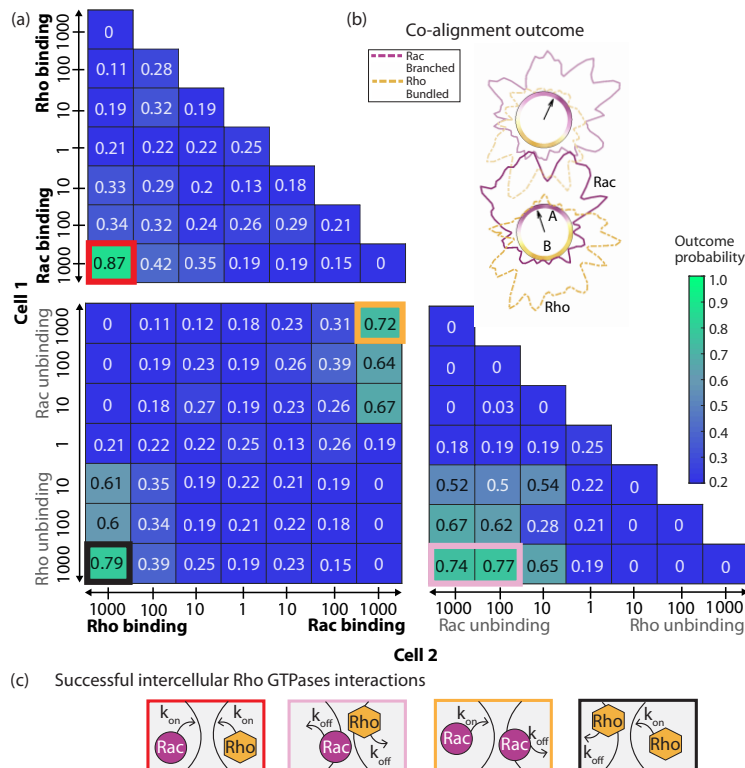 (a)
(b)
Co-alignment outcome
Rac
Branched
Rho
Bundled
Rac
A
B
Rho
Outcome
probability
1.0
0.9
0.8
0.7
0.6
0.5
0.4
0.3
0.2
Cell 1
Rho binding
Rac binding
1000 0
100 0.11 0.28
10 0.19 0.32 0.19
1 0.21 0.22 0.22 0.25
10 0.33 0.29 0.2 0.13 0.18
100 0.34 0.32 0.24 0.26 0.29 0.21
1000 0.87 0.42 0.35 0.19 0.19 0.15 0
Rac unbinding
Rho unbinding
1000 0 0.11 0.12 0.18 0.23 0.31 0.72
100 0 0.19 0.23 0.19 0.26 0.39 0.64
10 0 0.18 0.27 0.19 0.23 0.26 0.67
1 0.21 0.22 0.22 0.25 0.13 0.26 0.19
10 0.61 0.35 0.19 0.22 0.21 0.19 0
100 0.6 0.34 0.19 0.21 0.22 0.18 0
1000 0.79 0.39 0.25 0.19 0.23 0.15 0
1000 100 10 1 10 100 1000
Rho binding Rac binding
0
0 0
0 0.03 0
0.18 0.19 0.19 0.25
0.52 0.5 0.54 0.22 0
0.67 0.62 0.28 0.21 0 0
0.74 0.77 0.65 0.19 0 0 0
1000 100 10 1 10 100 1000
Rac unbinding Rho unbinding
Cell 2
(c) Successful intercellular Rho GTPases interactions
kon kon
Rac Rho
koff Rho
Rac koff
kon
Rac Rac koff
Rho kon
koff Rho